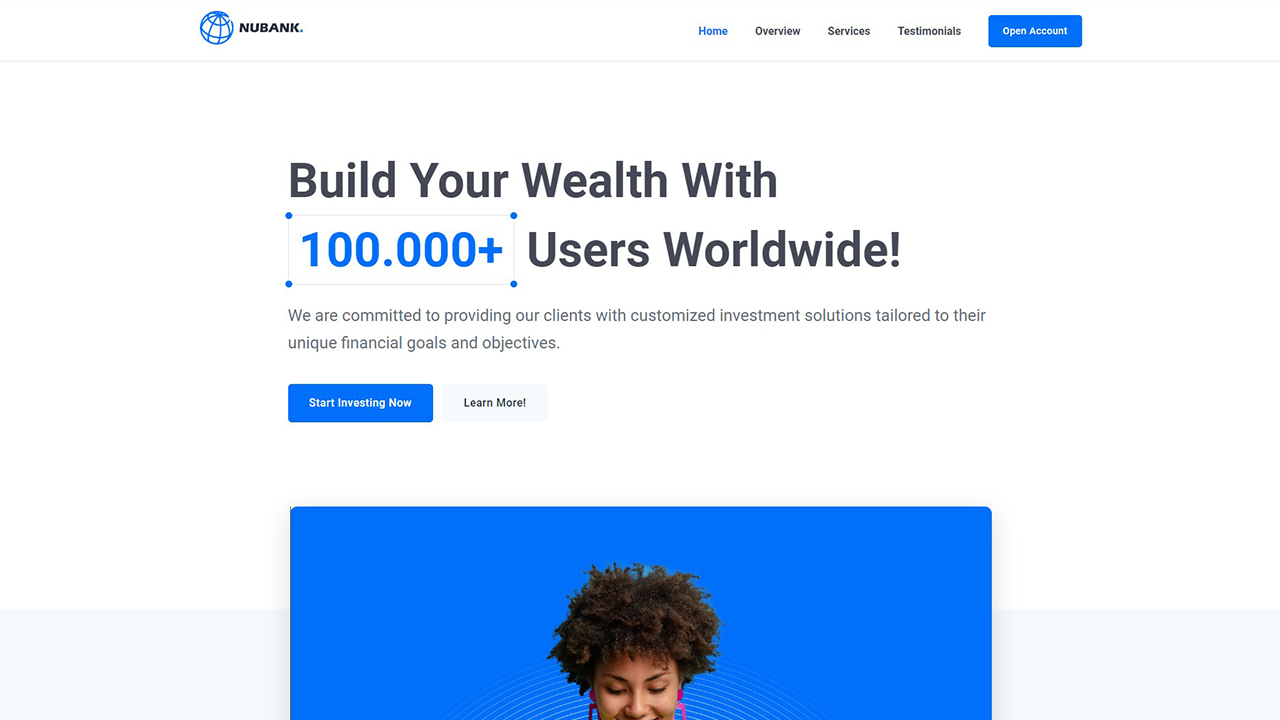 NUBANK.
Home
Overview
Services
Testimonials
Open Account
Build Your Wealth With
100.000+ Users Worldwide!
We are committed to providing our clients with customized investment solutions tailored to their
unique financial goals and objectives.
Start Investing Now
Learn More!